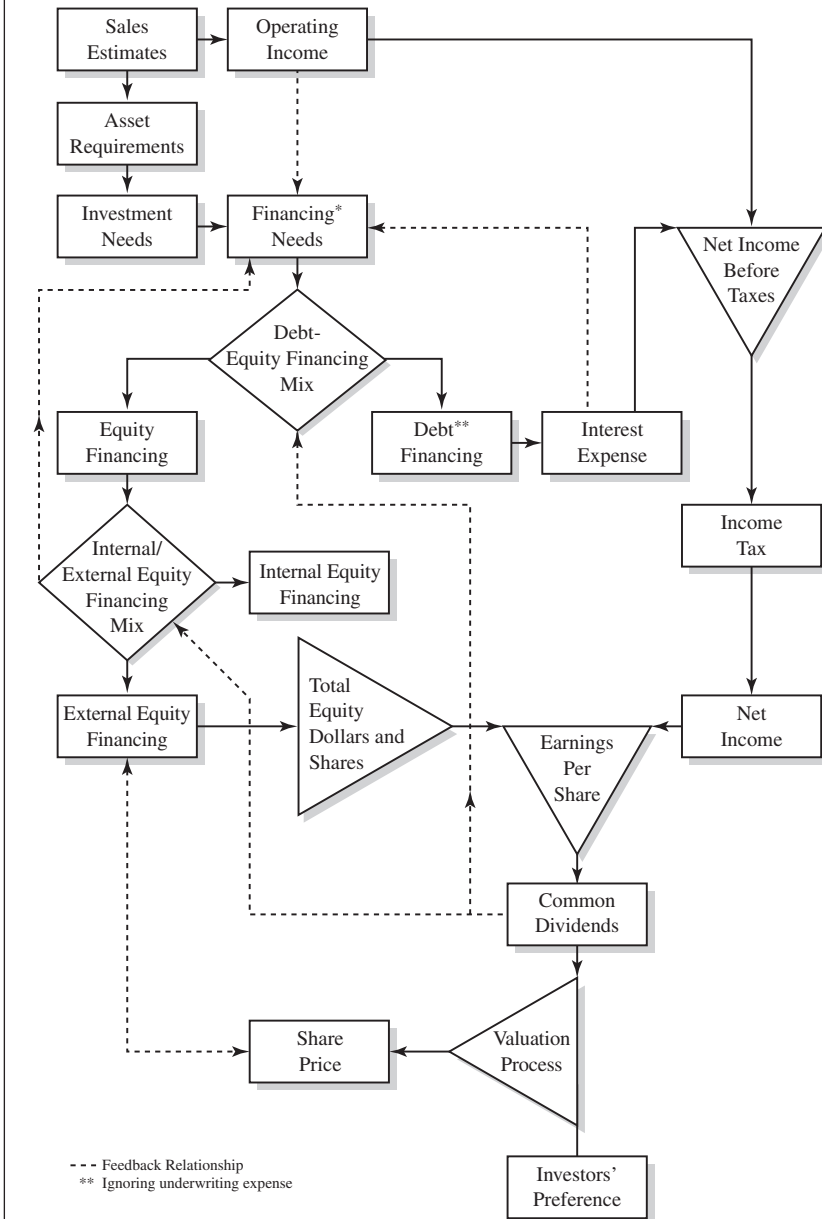 Sales
Estimates
Operating
Income
Asset
Requirements
Investment
Needs
Financing*
Needs
Net Income
Before
Taxes
Debt-
Equity Financing
Mix
Equity
Financing
Debt**
Financing
Interest
Expense
Income
Tax
Internal/
External Equity
Financing
Mix
Internal Equity
Financing
External Equity
Financing
Total
Equity
Dollars and
Shares
Earnings
Per
Share
Net
Income
Common
Dividends
Share
Price
Valuation
Process
Investors'
Preference
---- Feedback Relationship
** Ignoring underwriting expense